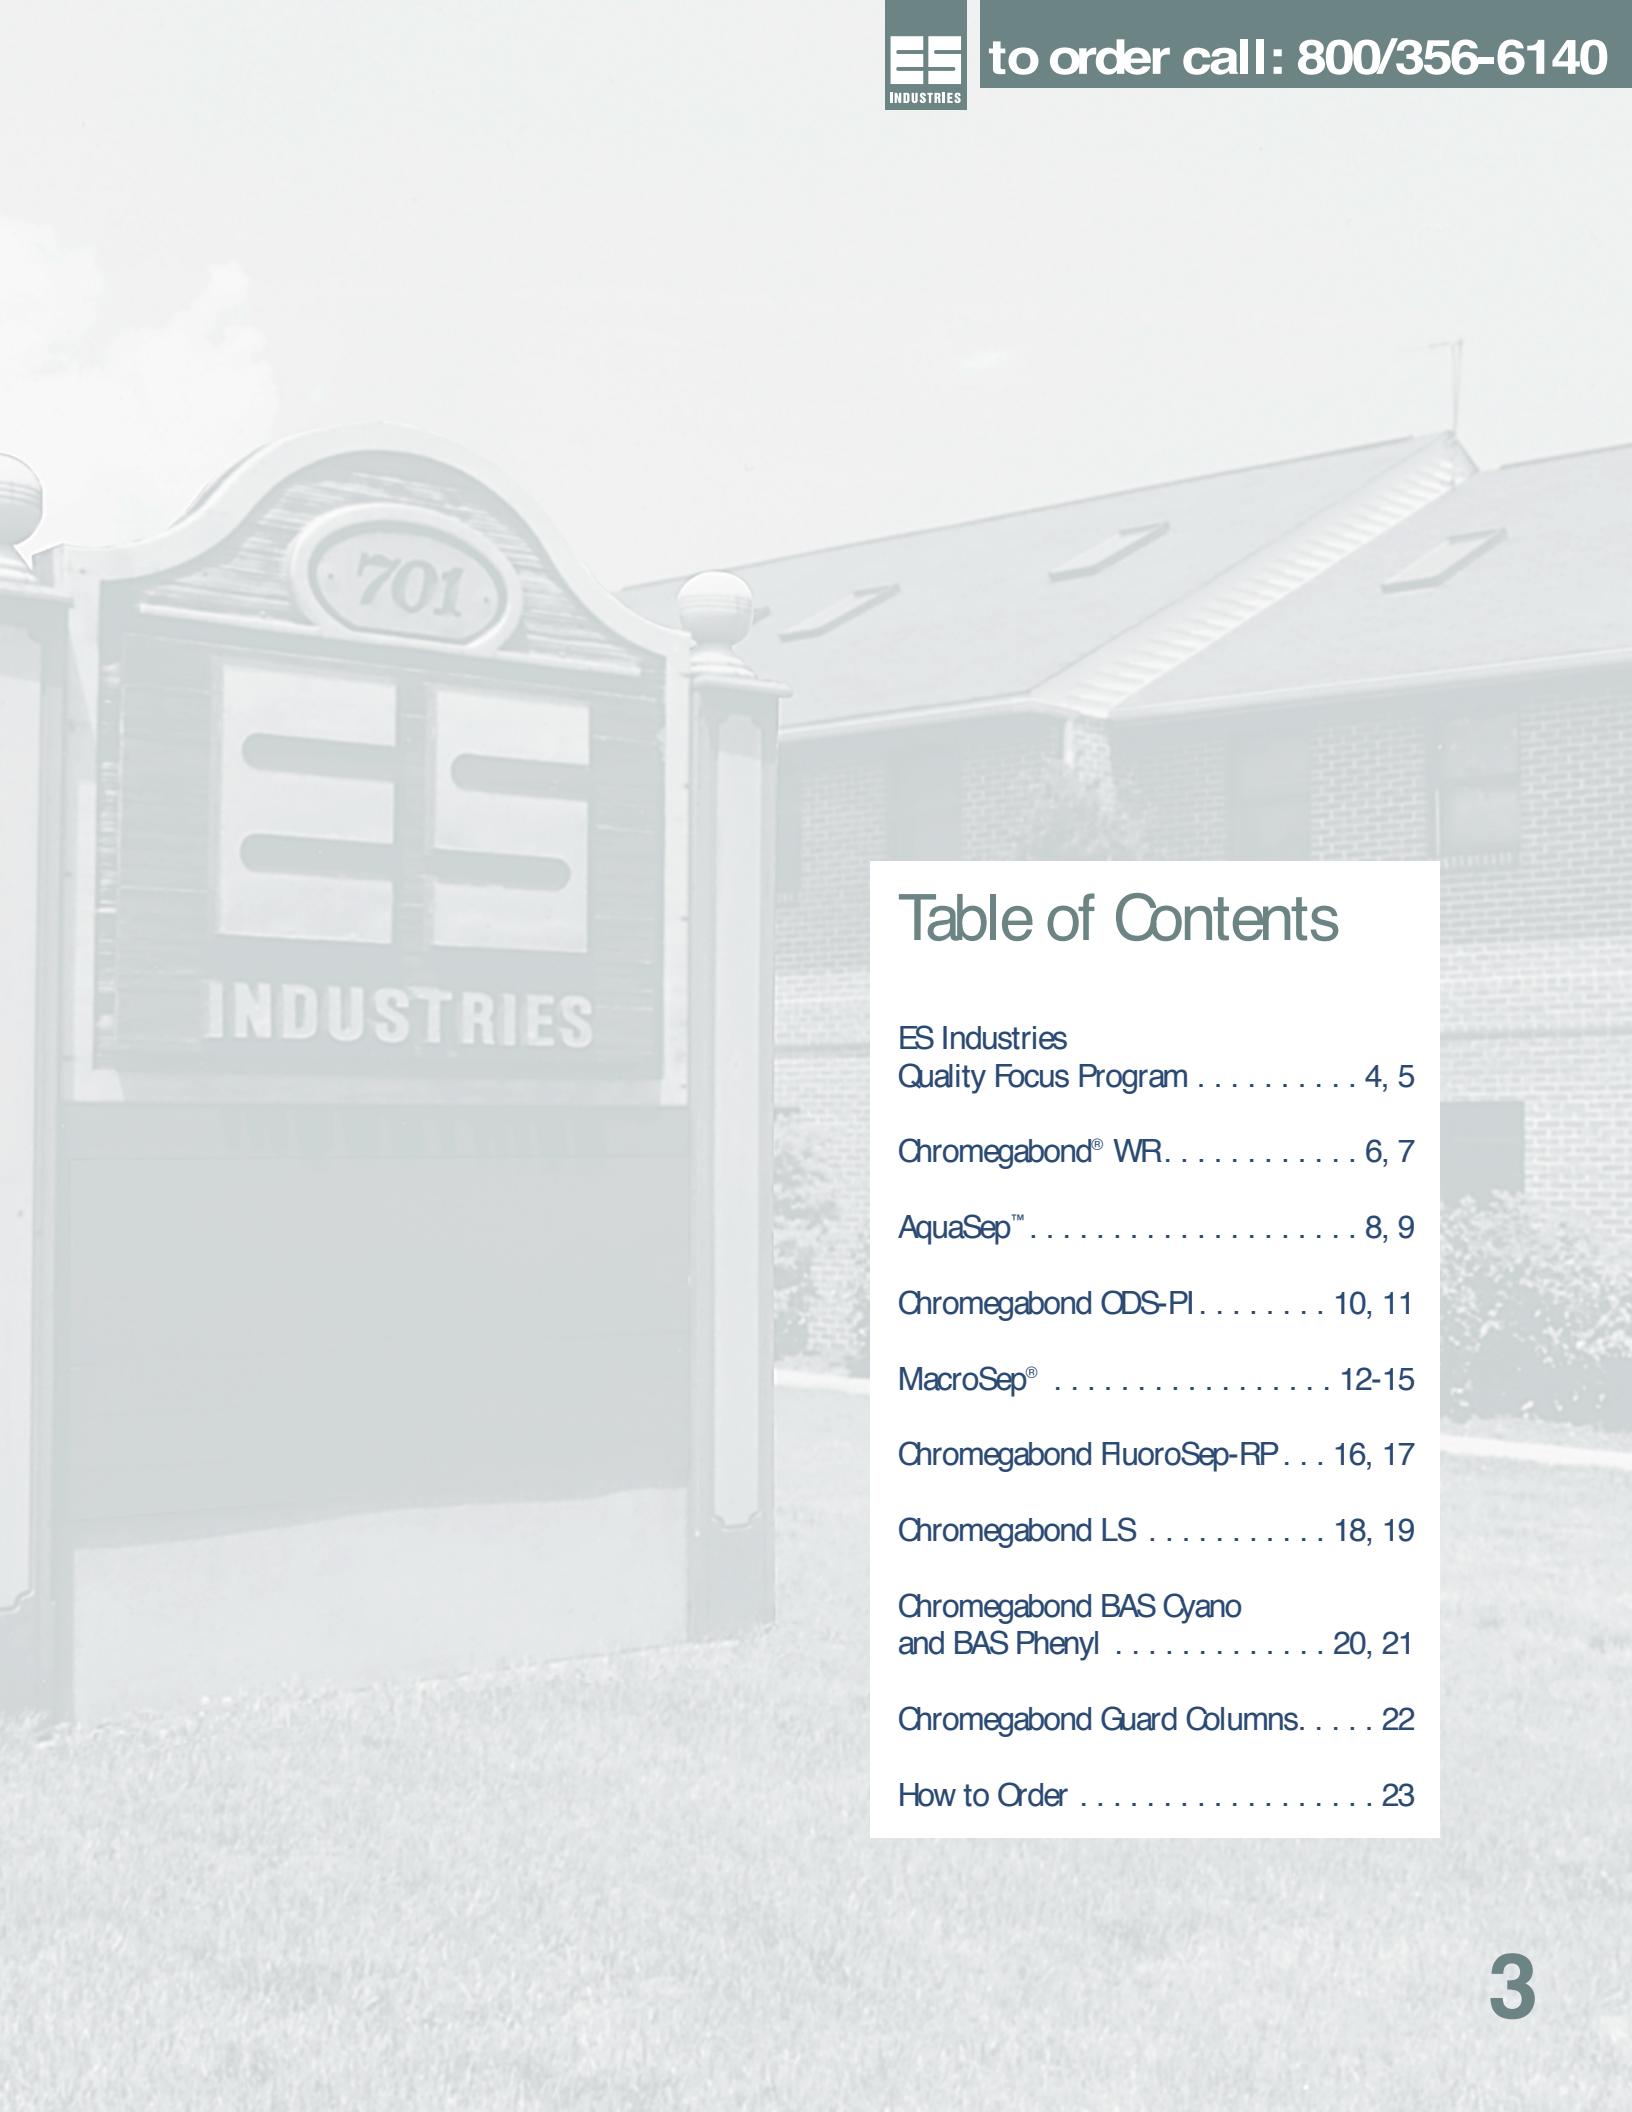 ES
INDUSTRIES
to order call: 800/356-6140
701
ES
INDUSTRIES
Table of Contents
ES Industries
Quality Focus Program . . . . . . . . . . 4, 5
Chromegabond® WR. . . . . . . . . . . . 6, 7
AquaSep™ . . . . . . . . . . . . . . . . . . . . 8, 9
Chromegabond ODS-PI . . . . . . . . 10, 11
MacroSep® . . . . . . . . . . . . . . . . . 12-15
Chromegabond FluoroSep-RP . . . 16, 17
Chromegabond LS . . . . . . . . . . . 18, 19
Chromegabond BAS Cyano
and BAS Phenyl . . . . . . . . . . . . . 20, 21
Chromegabond Guard Columns. . . . . 22
How to Order . . . . . . . . . . . . . . . . . . 23
3